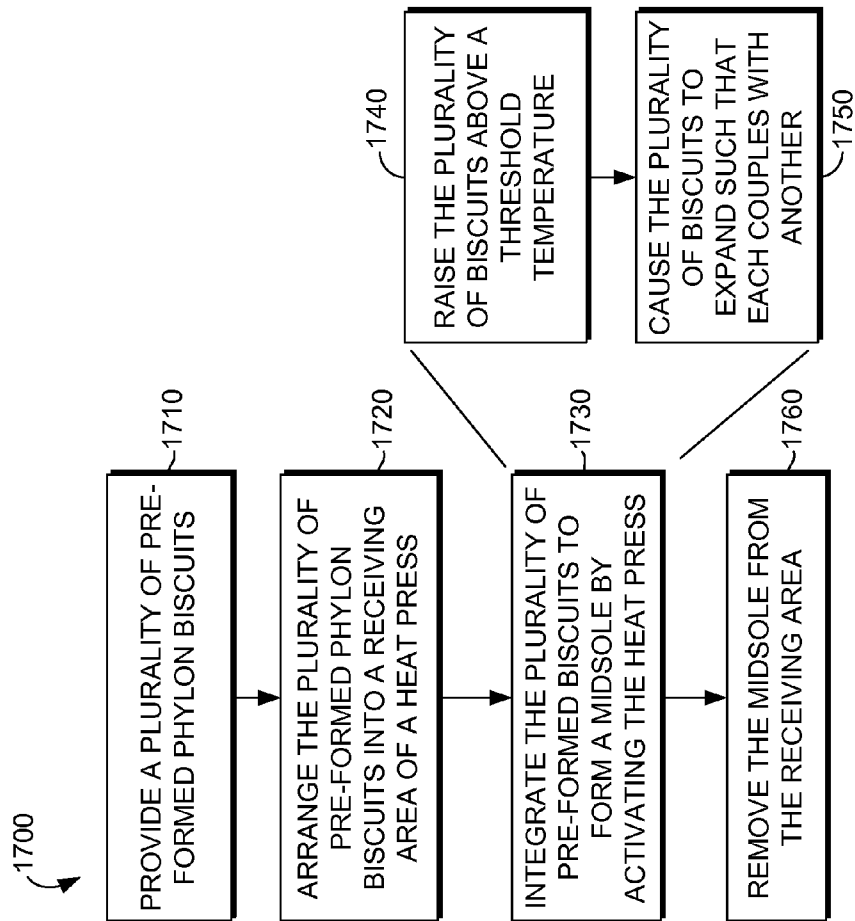 1700
1710
PROVIDE A PLURALITY OF PRE-
FORMED PHYLON BISCUITS
1720
ARRANGE THE PLURALITY OF
PRE-FORMED PHYLON
BISCUITS INTO A RECEIVING
AREA OF A HEAT PRESS
1730
INTEGRATE THE PLURALITY OF
PRE-FORMED BISCUITS TO
FORM A MIDSOLE BY
ACTIVATING THE HEAT PRESS
1740
RAISE THE PLURALITY
OF BISCUITS ABOVE A
THRESHOLD
TEMPERATURE
CAUSE THE PLURALITY
OF BISCUITS TO
EXPAND SUCH THAT
EACH COUPLES WITH
ANOTHER
1750
1760
REMOVE THE MIDSOLE FROM
THE RECEIVING AREA